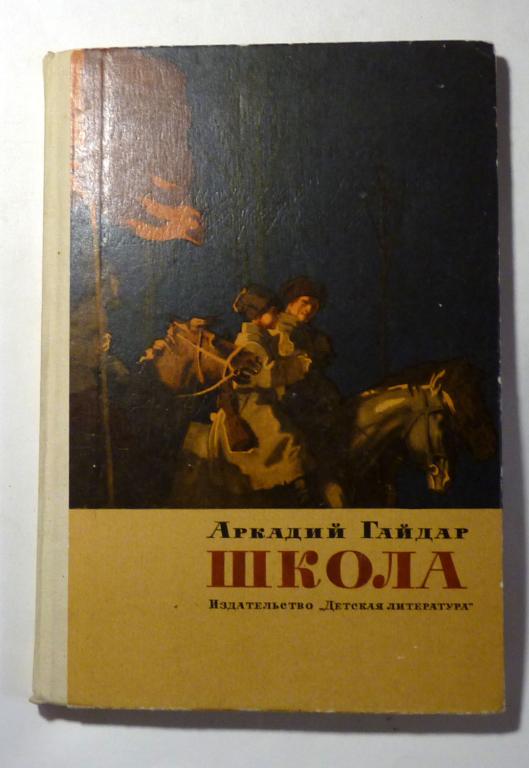 Аркадий Гайдар
ШКОЛА
Издательство „Детская литература"